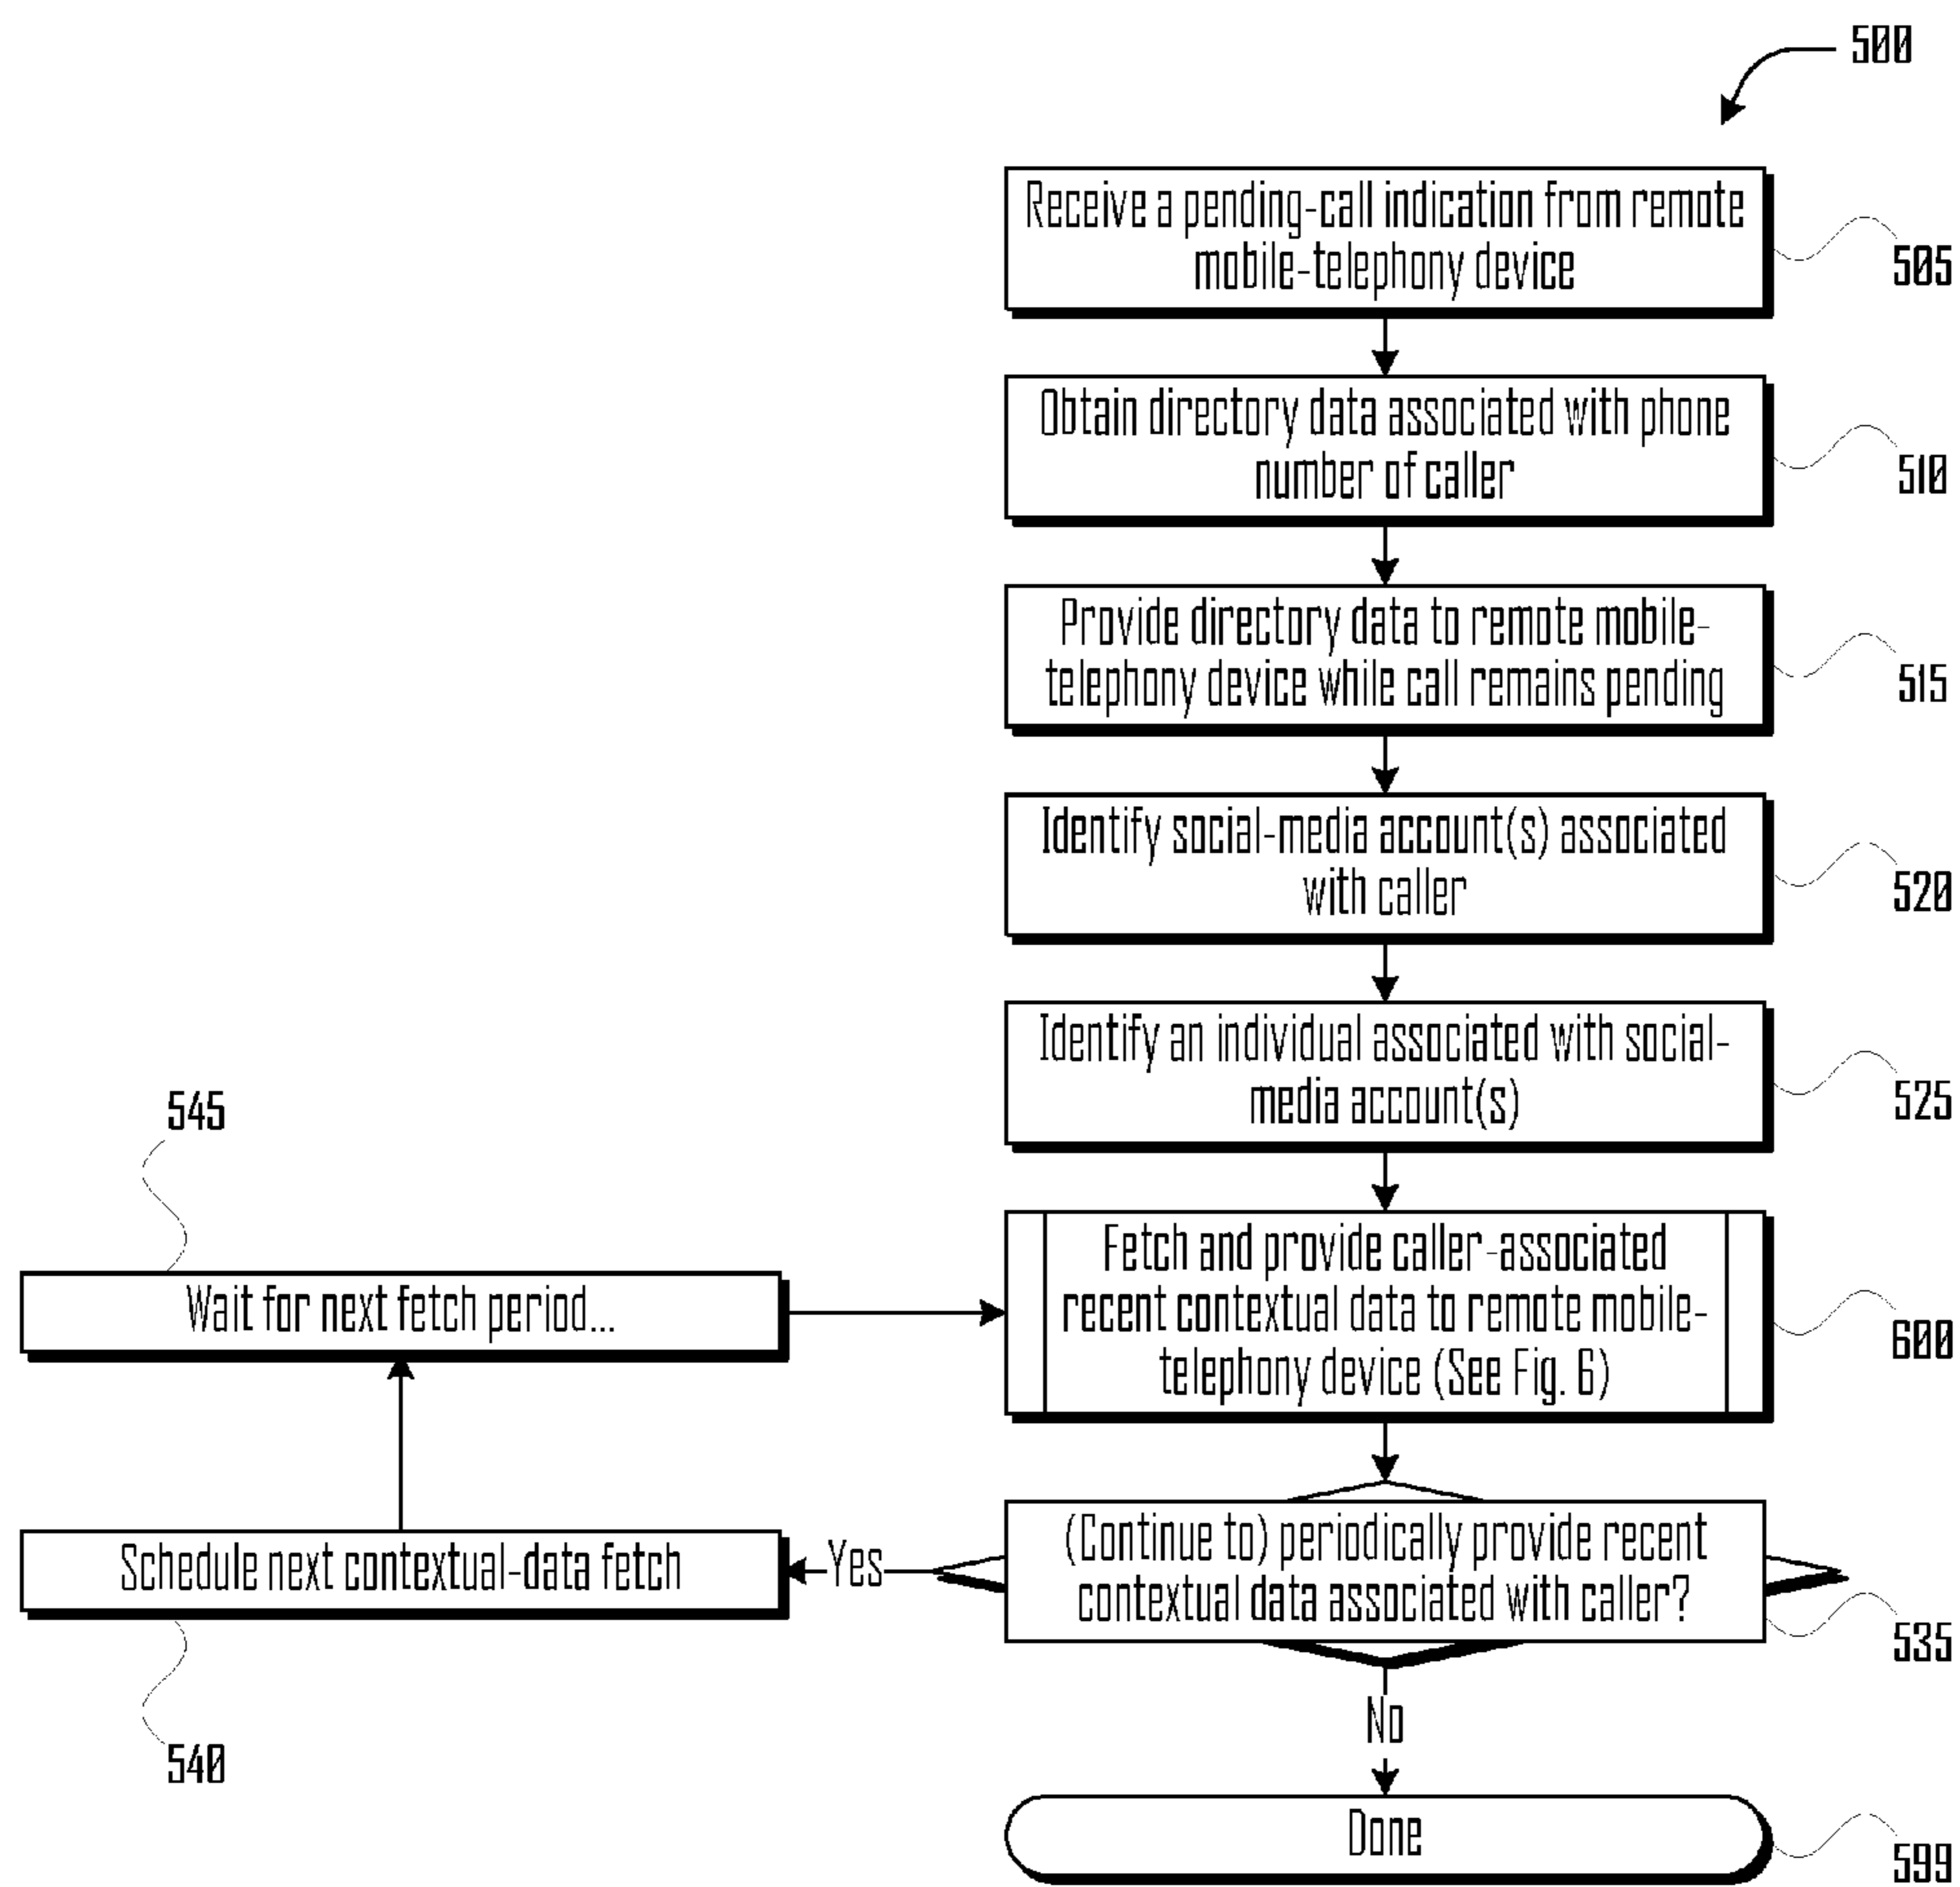 500
Receive a pending-call indication from remote
mobile-telephony device
505
Obtain directory data associated with phone
number of caller
510
Provide directory data to remote mobile-
telephony device while call remains pending
515
Identify social-media account(s) associated
with caller
520
Identify an individual associated with social-
media account(s)
525
545
Wait for next fetch period...
Fetch and provide caller-associated
recent contextual data to remote mobile-
telephony device (See Fig. 6)
600
Schedule next contextual-data fetch
Yes
(Continue to) periodically provide recent
contextual data associated with caller?
535
540
No
Done
599